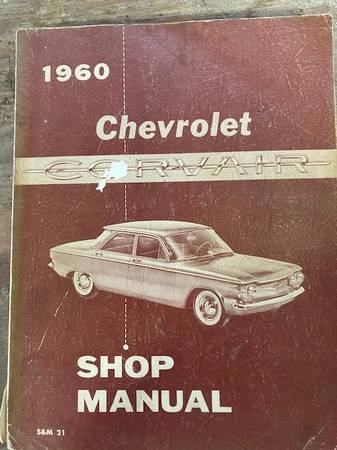 1960
Chevrolet
CORVAIR
SHOP
MANUAL
S&M 21